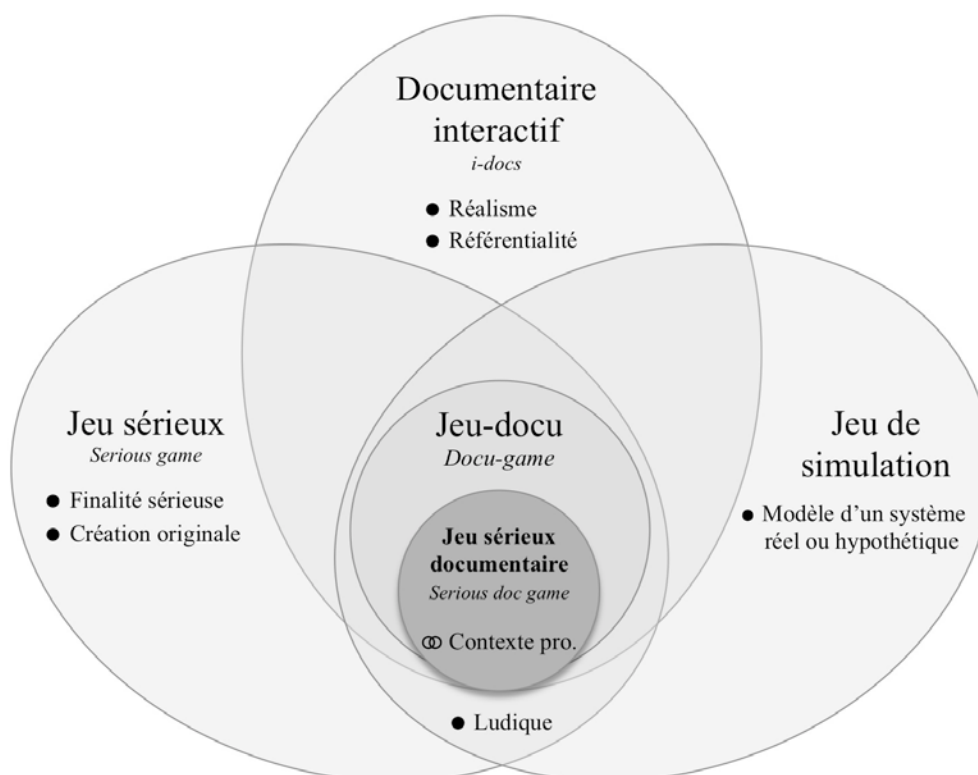 Documentaire
interactif
i-docs
● Réalisme
● Référentialité
Jeu sérieux
Serious game
● Finalité sérieuse
● Création originale
Jeu-docu
Docu-game
Jeu sérieux
documentaire
Serious doc game
Contexte pro.
Jeu de
simulation
● Modèle d’un système
réel ou hypothétique
● Ludique